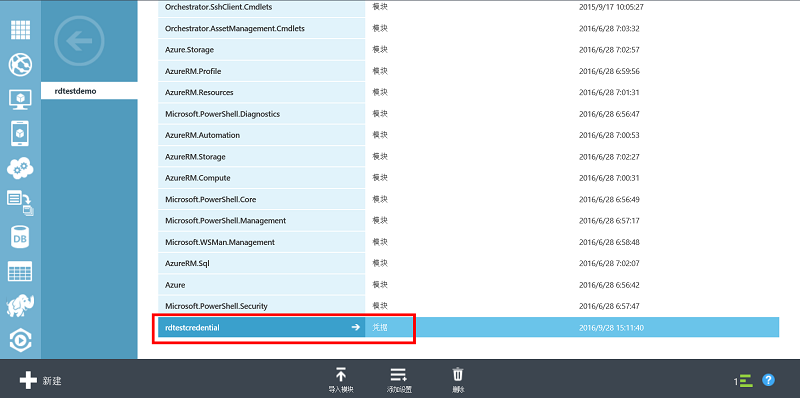 Orchestrator.SshClient.Cmdlets 模块 2015/9/17 10:05:27
Orchestrator.AssetManagement.Cmdlets 模块 2016/6/28 7:03:32
Azure.Storage 模块 2016/6/28 7:02:57
AzureRM.Profile 模块 2016/6/28 6:59:56
rdtestdemo
AzureRM.Resources 模块 2016/6/28 7:01:31
Microsoft.PowerShell.Diagnostics 模块 2016/6/28 6:56:47
AzureRM.Automation 模块 2016/6/28 7:00:53
AzureRM.Storage 模块 2016/6/28 7:02:27
AzureRM.Compute 模块 2016/6/28 7:00:31
Microsoft.PowerShell.Core 模块 2016/6/28 6:56:49
Microsoft.PowerShell.Management 模块 2016/6/28 6:57:17
Microsoft.WSMan.Management 模块 2016/6/28 6:58:48
AzureRM.Sql 模块 2016/6/28 7:02:07
Azure 模块 2016/6/28 6:56:42
Microsoft.PowerShell.Security 模块 2016/6/28 6:57:47
rdtestcredential 凭据 2016/9/28 15:11:40
DB
新建 导入模块 添加设置 删除 1 ?